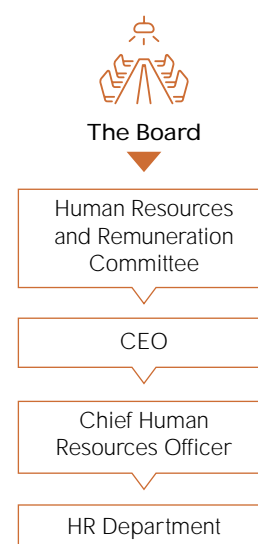 The Board
Human Resources
and Remuneration
Committee
CEO
Chief Human
Resources Officer
HR Department